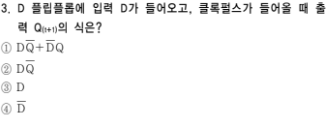 3. D 플립플롭에 입력 D가 들어오고, 클록펄스가 들어올 때 출
력 Q₍ₜ₊₁₎의 식은?
① DQ̅+D̅Q
② DQ̅
③ D
④ D̅